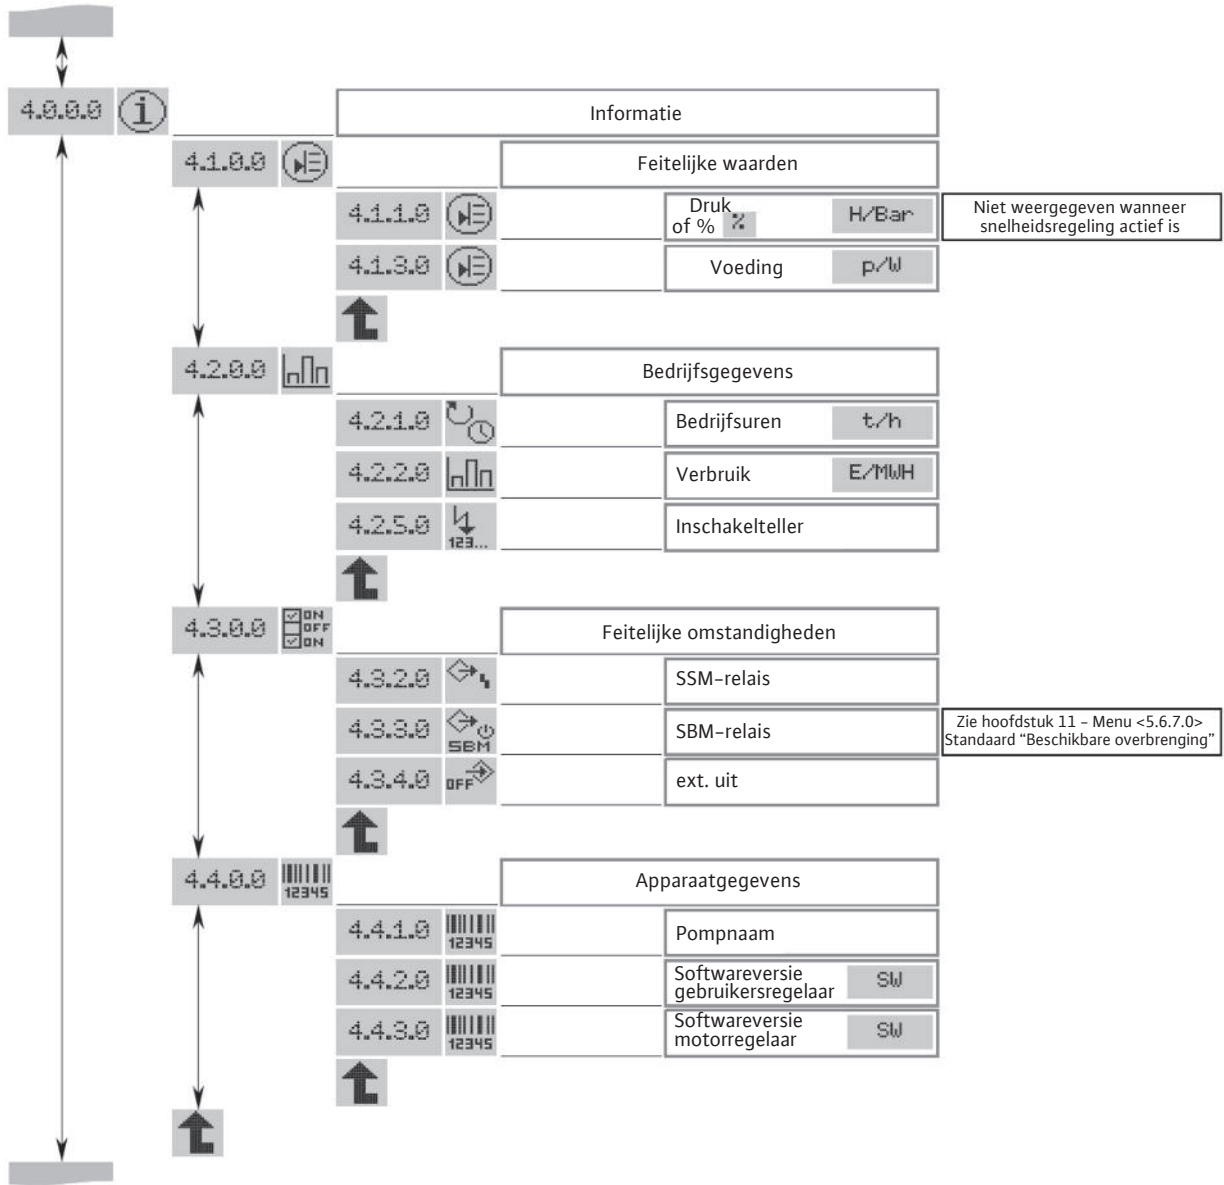 4.0.0.0 i Informatie
4.1.0.0 Feitelijke waarden
4.1.1.0 Druk of % % H/Bar
Niet weergegeven wanneer
snelheidsregeling actief is
4.1.3.0 Voeding p/W
4.2.0.0 Bedrijfsgegevens
4.2.1.0 Bedrijfsuren t/h
4.2.2.0 Verbruik E/MWH
4.2.5.0 123... Inschakelteller
4.3.0.0 ON OFF ON Feitelijke omstandigheden
4.3.2.0 SSM-relais
4.3.3.0 SBM SBM-relais
Zie hoofdstuk 11 - Menu <5.6.7.0>
Standaard “Beschikbare overbrenging”
4.3.4.0 OFF ext. uit
4.4.0.0 12345 Apparaatgegevens
4.4.1.0 12345 Pompnaam
4.4.2.0 12345 Softwareversie
gebruikersregelaar SW
4.4.3.0 12345 Softwareversie
motorregelaar SW